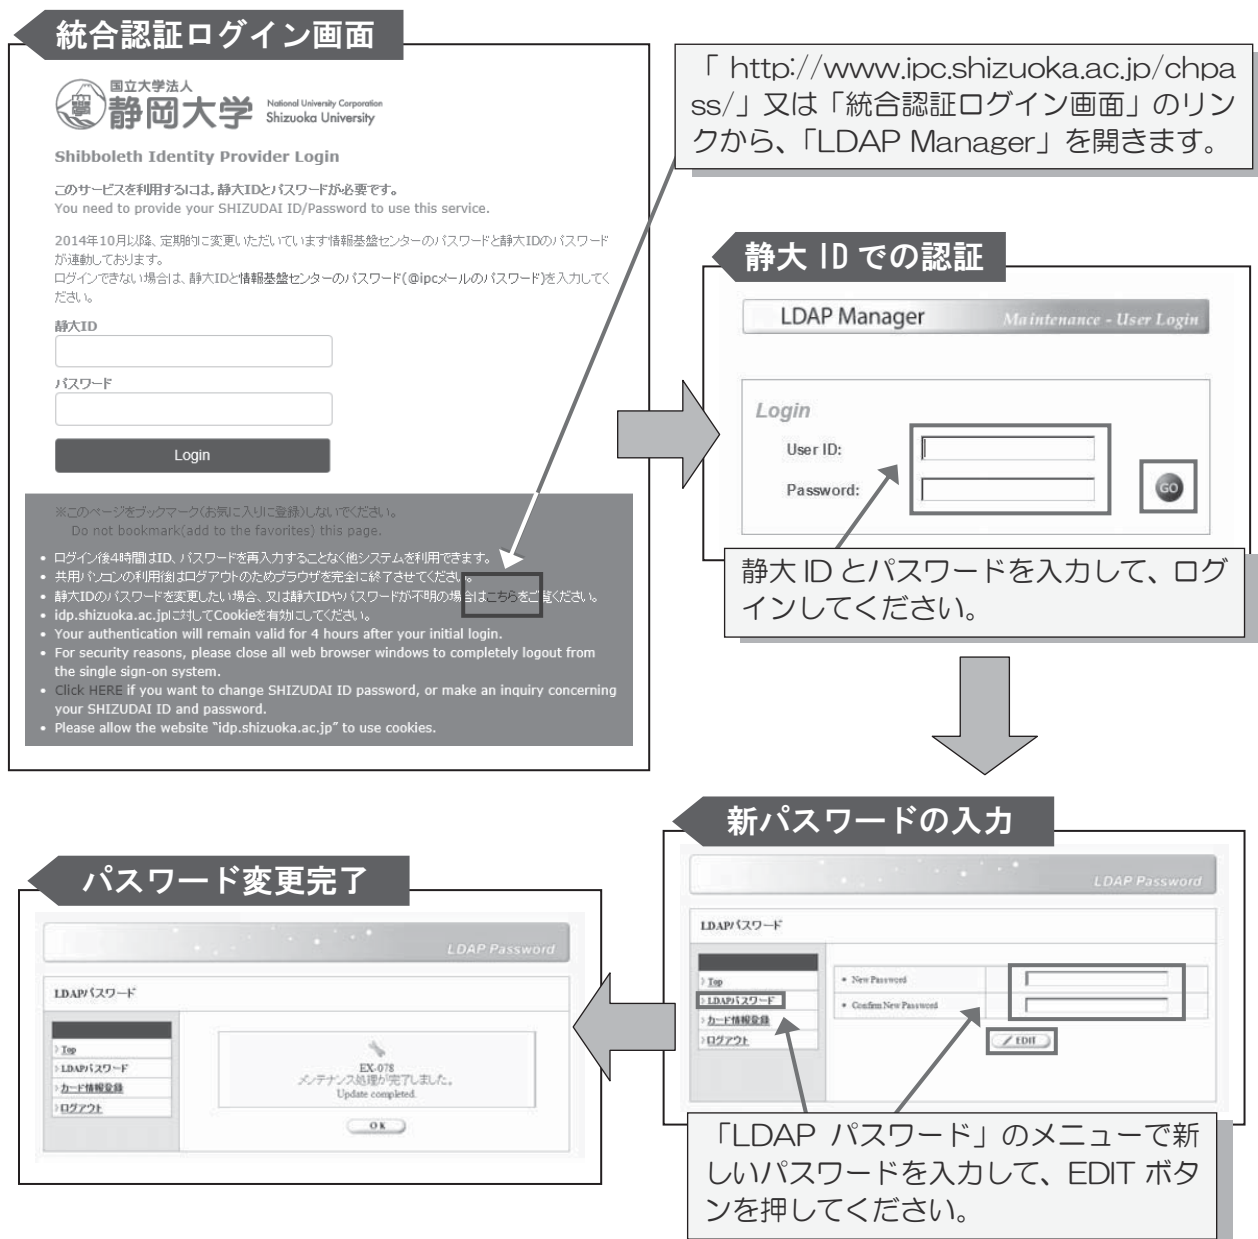 統合認証ログイン画面
国立大学法人
静岡大学
National University Corporation
Shizuoka University
Shibboleth Identity Provider Login
このサービスを利用するには，静大IDとパスワードが必要です。
You need to provide your SHIZUDAI ID/Password to use this service.
2014年10月以降、定期的に変更いただいています情報基盤センターのパスワードと静大IDのパスワード
が連動しております。
ログインできない場合は、静大IDと情報基盤センターのパスワード(@ipcメールのパスワード)を入力してく
ださい。
静大ID
パスワード
Login
※このページをブックマーク(お気に入りに登録)しないでください。
Do not bookmark(add to the favorites) this page.
• ログイン後4時間はID、パスワードを再入力することなく他システムを利用できます。
• 共用パソコンの利用後はログアウトのためブラウザを完全に終了させてください。
• 静大IDのパスワードを変更したい場合、又は静大IDやパスワードが不明の場合はこちらをご覧ください。
• idp.shizuoka.ac.jpに対してCookieを有効にしてください。
• Your authentication will remain valid for 4 hours after your initial login.
• For security reasons, please close all web browser windows to completely logout from
the single sign-on system.
• Click HERE if you want to change SHIZUDAI ID password, or make an inquiry concerning
your SHIZUDAI ID and password.
• Please allow the website "idp.shizuoka.ac.jp" to use cookies.
「 http://www.ipc.shizuoka.ac.jp/chpa
ss/」又は「統合認証ログイン画面」のリン
クから、「LDAP Manager」を開きます。
静大 ID での認証
LDAP Manager
Maintenance - User Login
Login
User ID:
Password:
GO
静大 ID とパスワードを入力して、ログ
インしてください。
新パスワードの入力
LDAP Password
LDAPパスワード
› Top
› LDAPパスワード
› カード情報登録
› ログアウト
• New Password
• Confirm New Password
EDIT
「LDAP パスワード」のメニューで新
しいパスワードを入力して、EDIT ボタ
ンを押してください。
パスワード変更完了
LDAP Password
LDAPパスワード
› Top
› LDAPパスワード
› カード情報登録
› ログアウト
EX-078
メンテナンス処理が完了しました。
Update completed.
OK